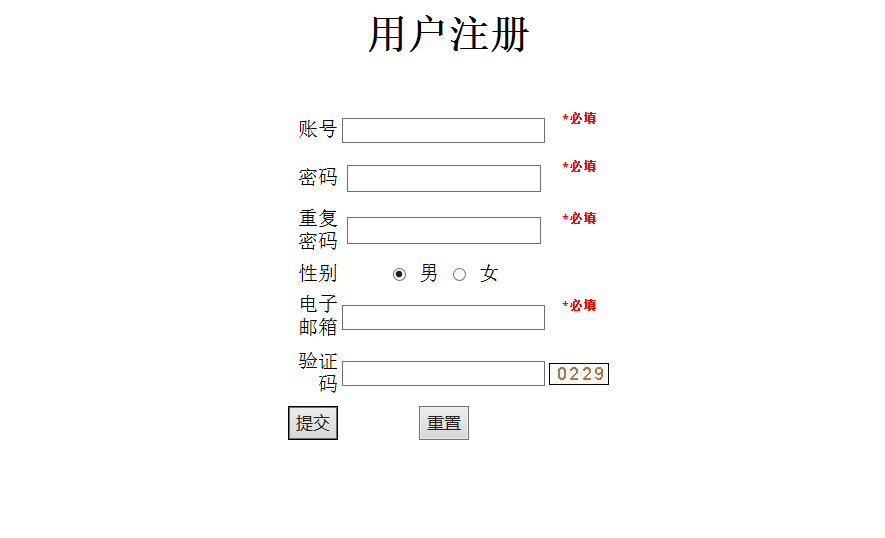 用户注册
账号 *必填
密码 *必填
重复
密码 *必填
性别 男 女
电子
邮箱 *必填
验证
码 0229
提交 重置